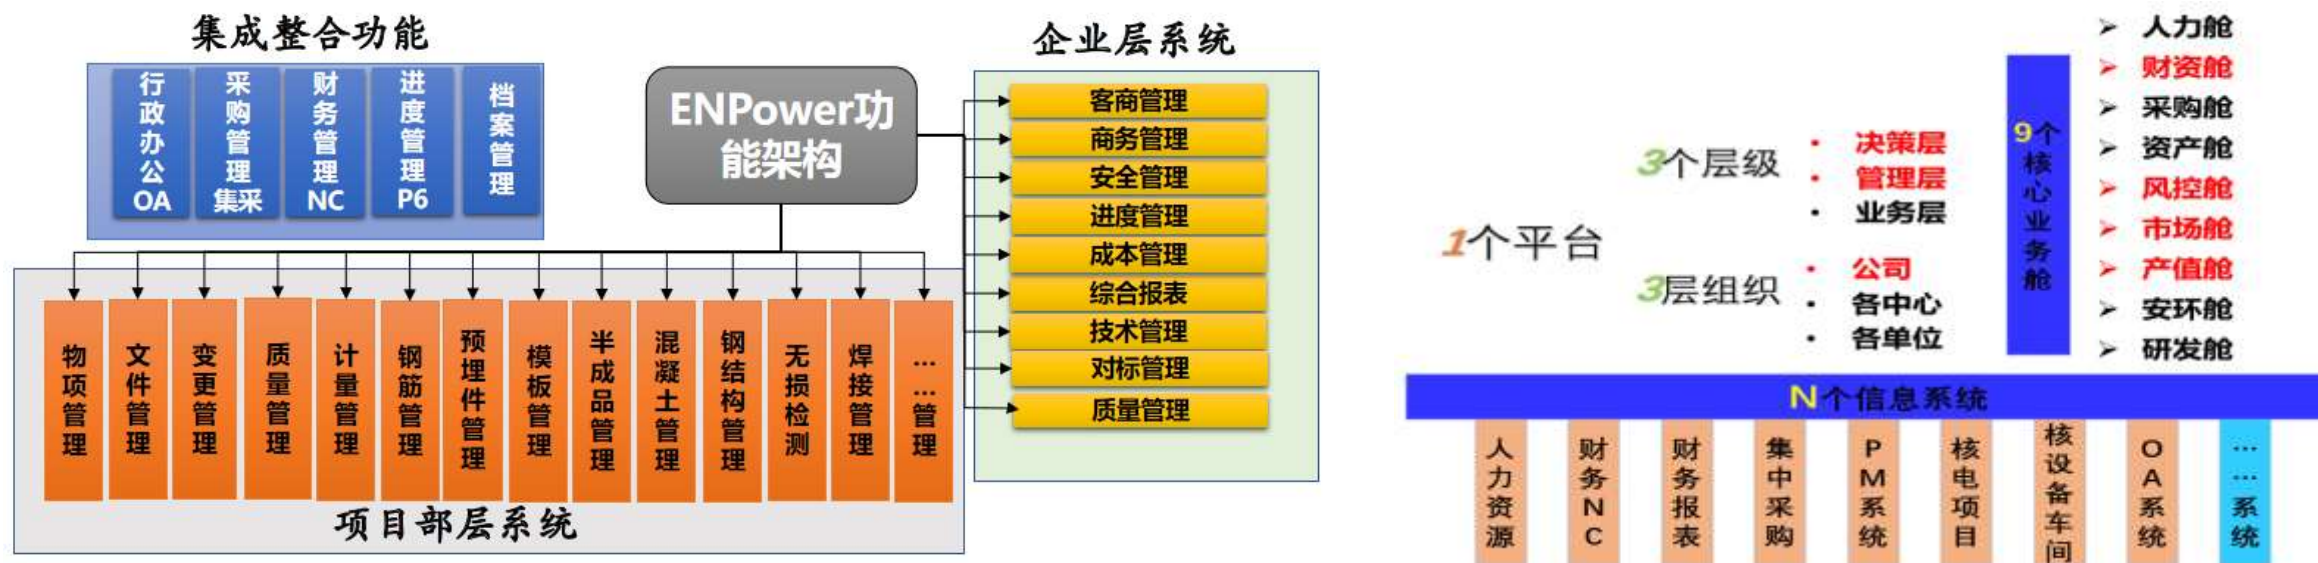 集成整合功能
行政办公OA
采购管理集采
财务管理NC
进度管理P6
档案管理
ENPower功
能架构
企业层系统
客商管理
商务管理
安全管理
进度管理
成本管理
综合报表
技术管理
对标管理
质量管理
物项管理
文件管理
变更管理
质量管理
计量管理
钢筋管理
预埋件管理
模板管理
半成品管理
混凝土管理
钢结构管理
无损检测
焊接管理
……管理
项目部层系统
1个平台
3个层级
• 决策层
• 管理层
• 业务层
3层组织
• 公司
• 各中心
• 各单位
9个核心业务舱
➢ 人力舱
➢ 财资舱
➢ 采购舱
➢ 资产舱
➢ 风控舱
➢ 市场舱
➢ 产值舱
➢ 安环舱
➢ 研发舱
N个信息系统
人力资源
财务NC
财务报表
集中采购
PM系统
核电项目
核设备车间
OA系统
……系统